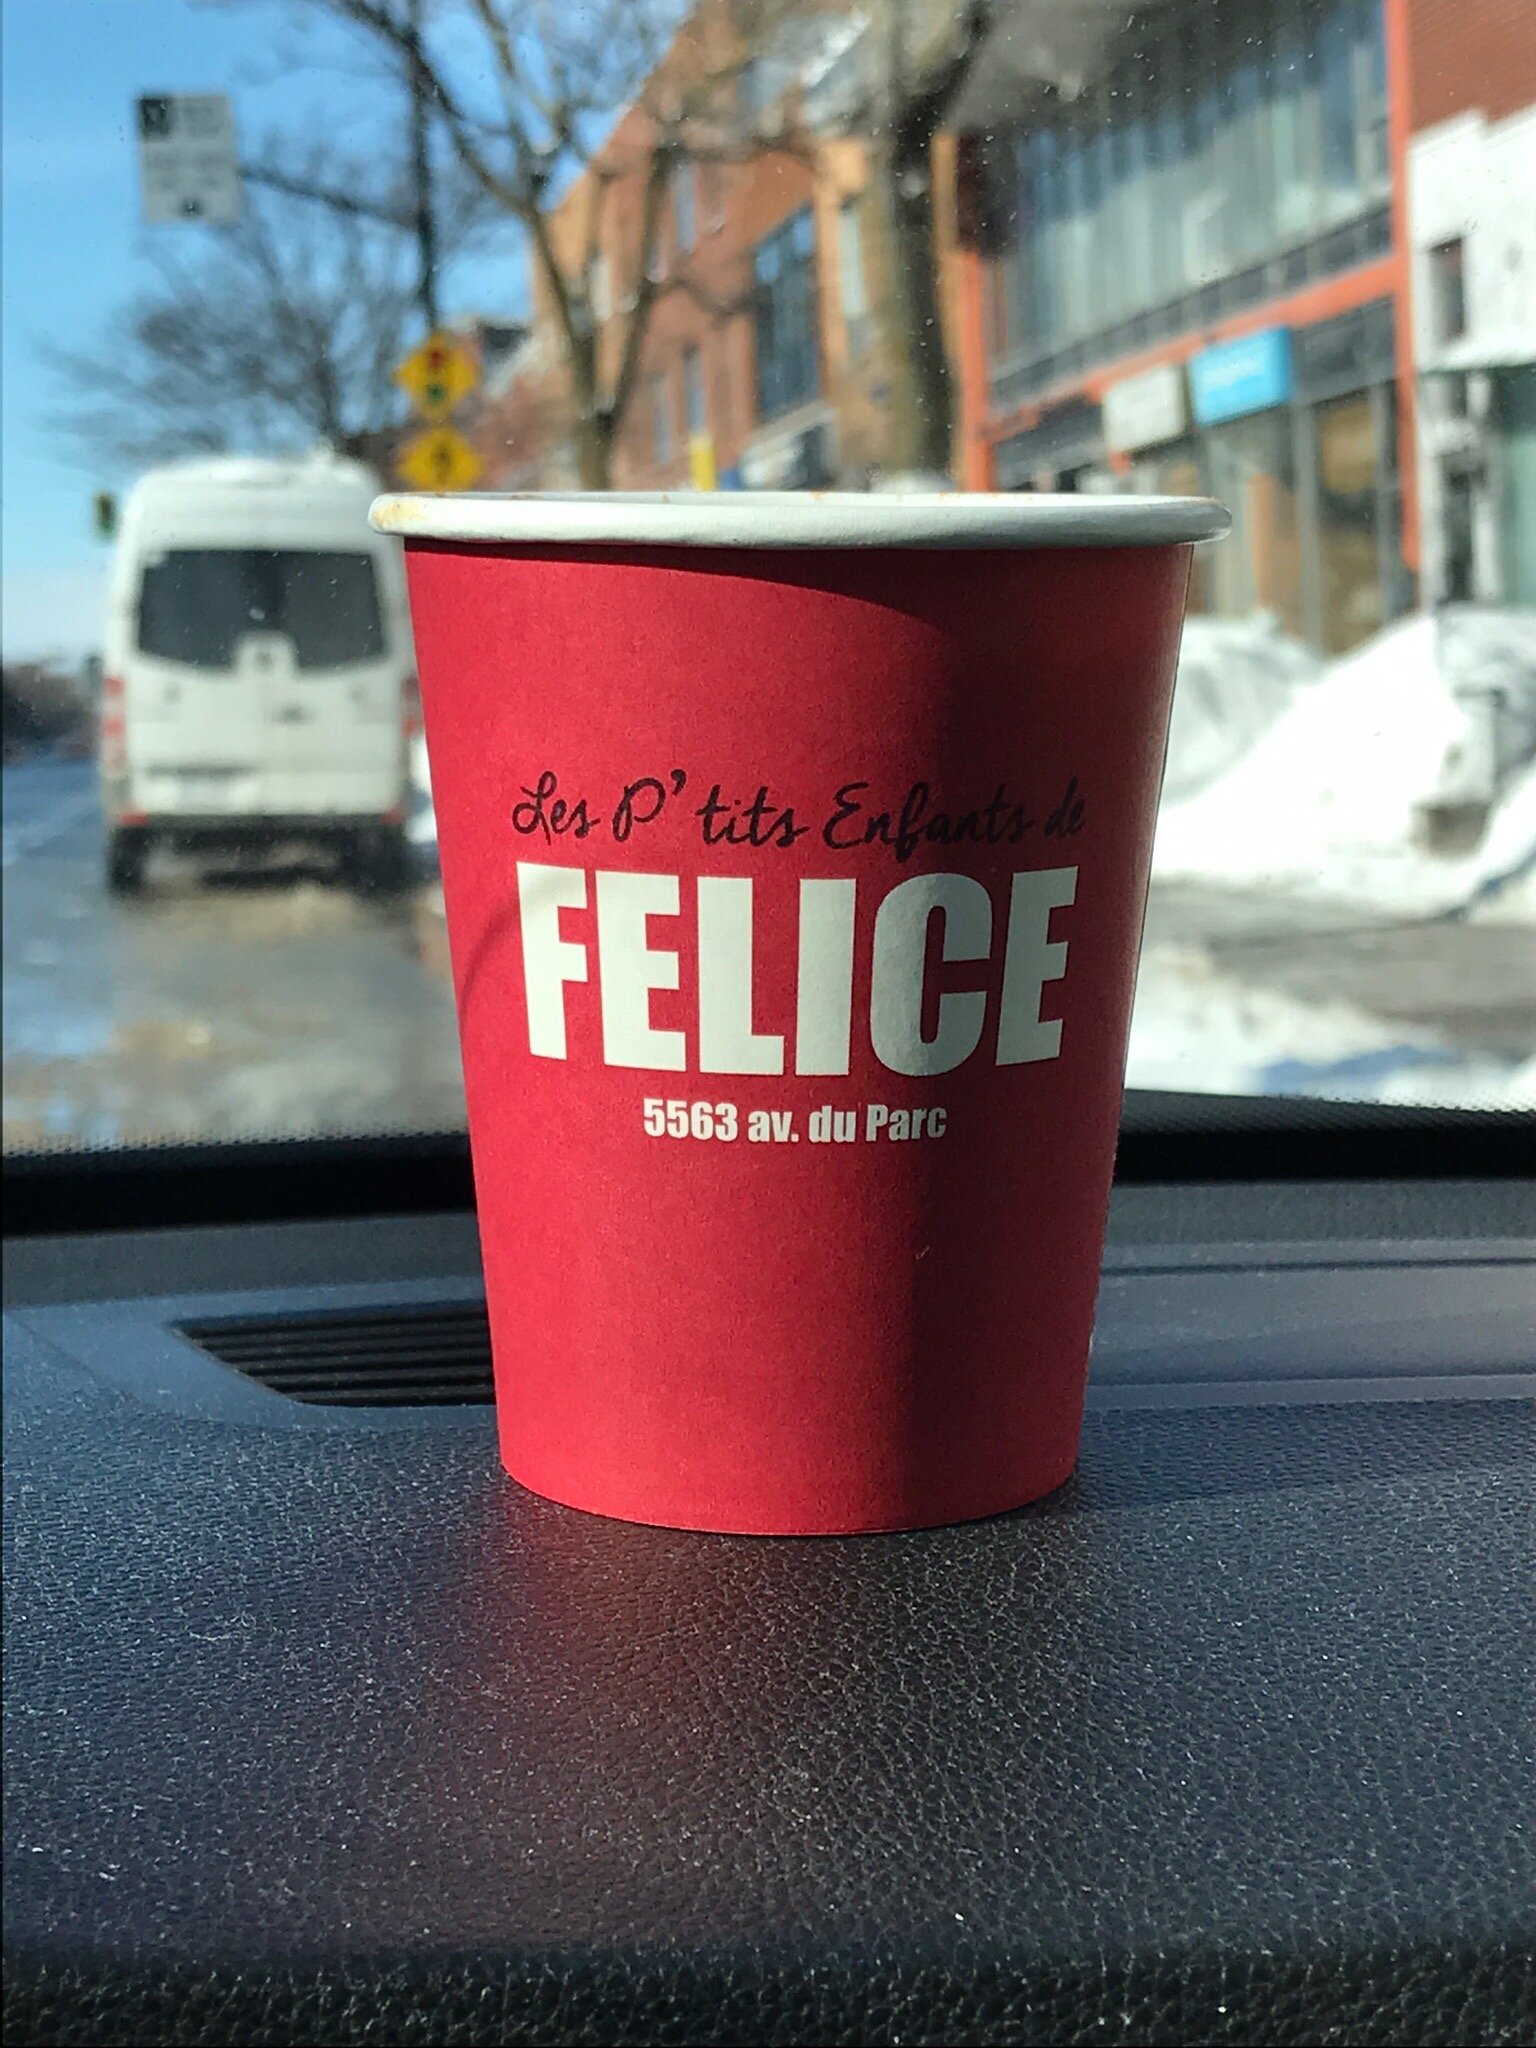 Les P'tits Enfants de
FELICE
5563 av. du Parc